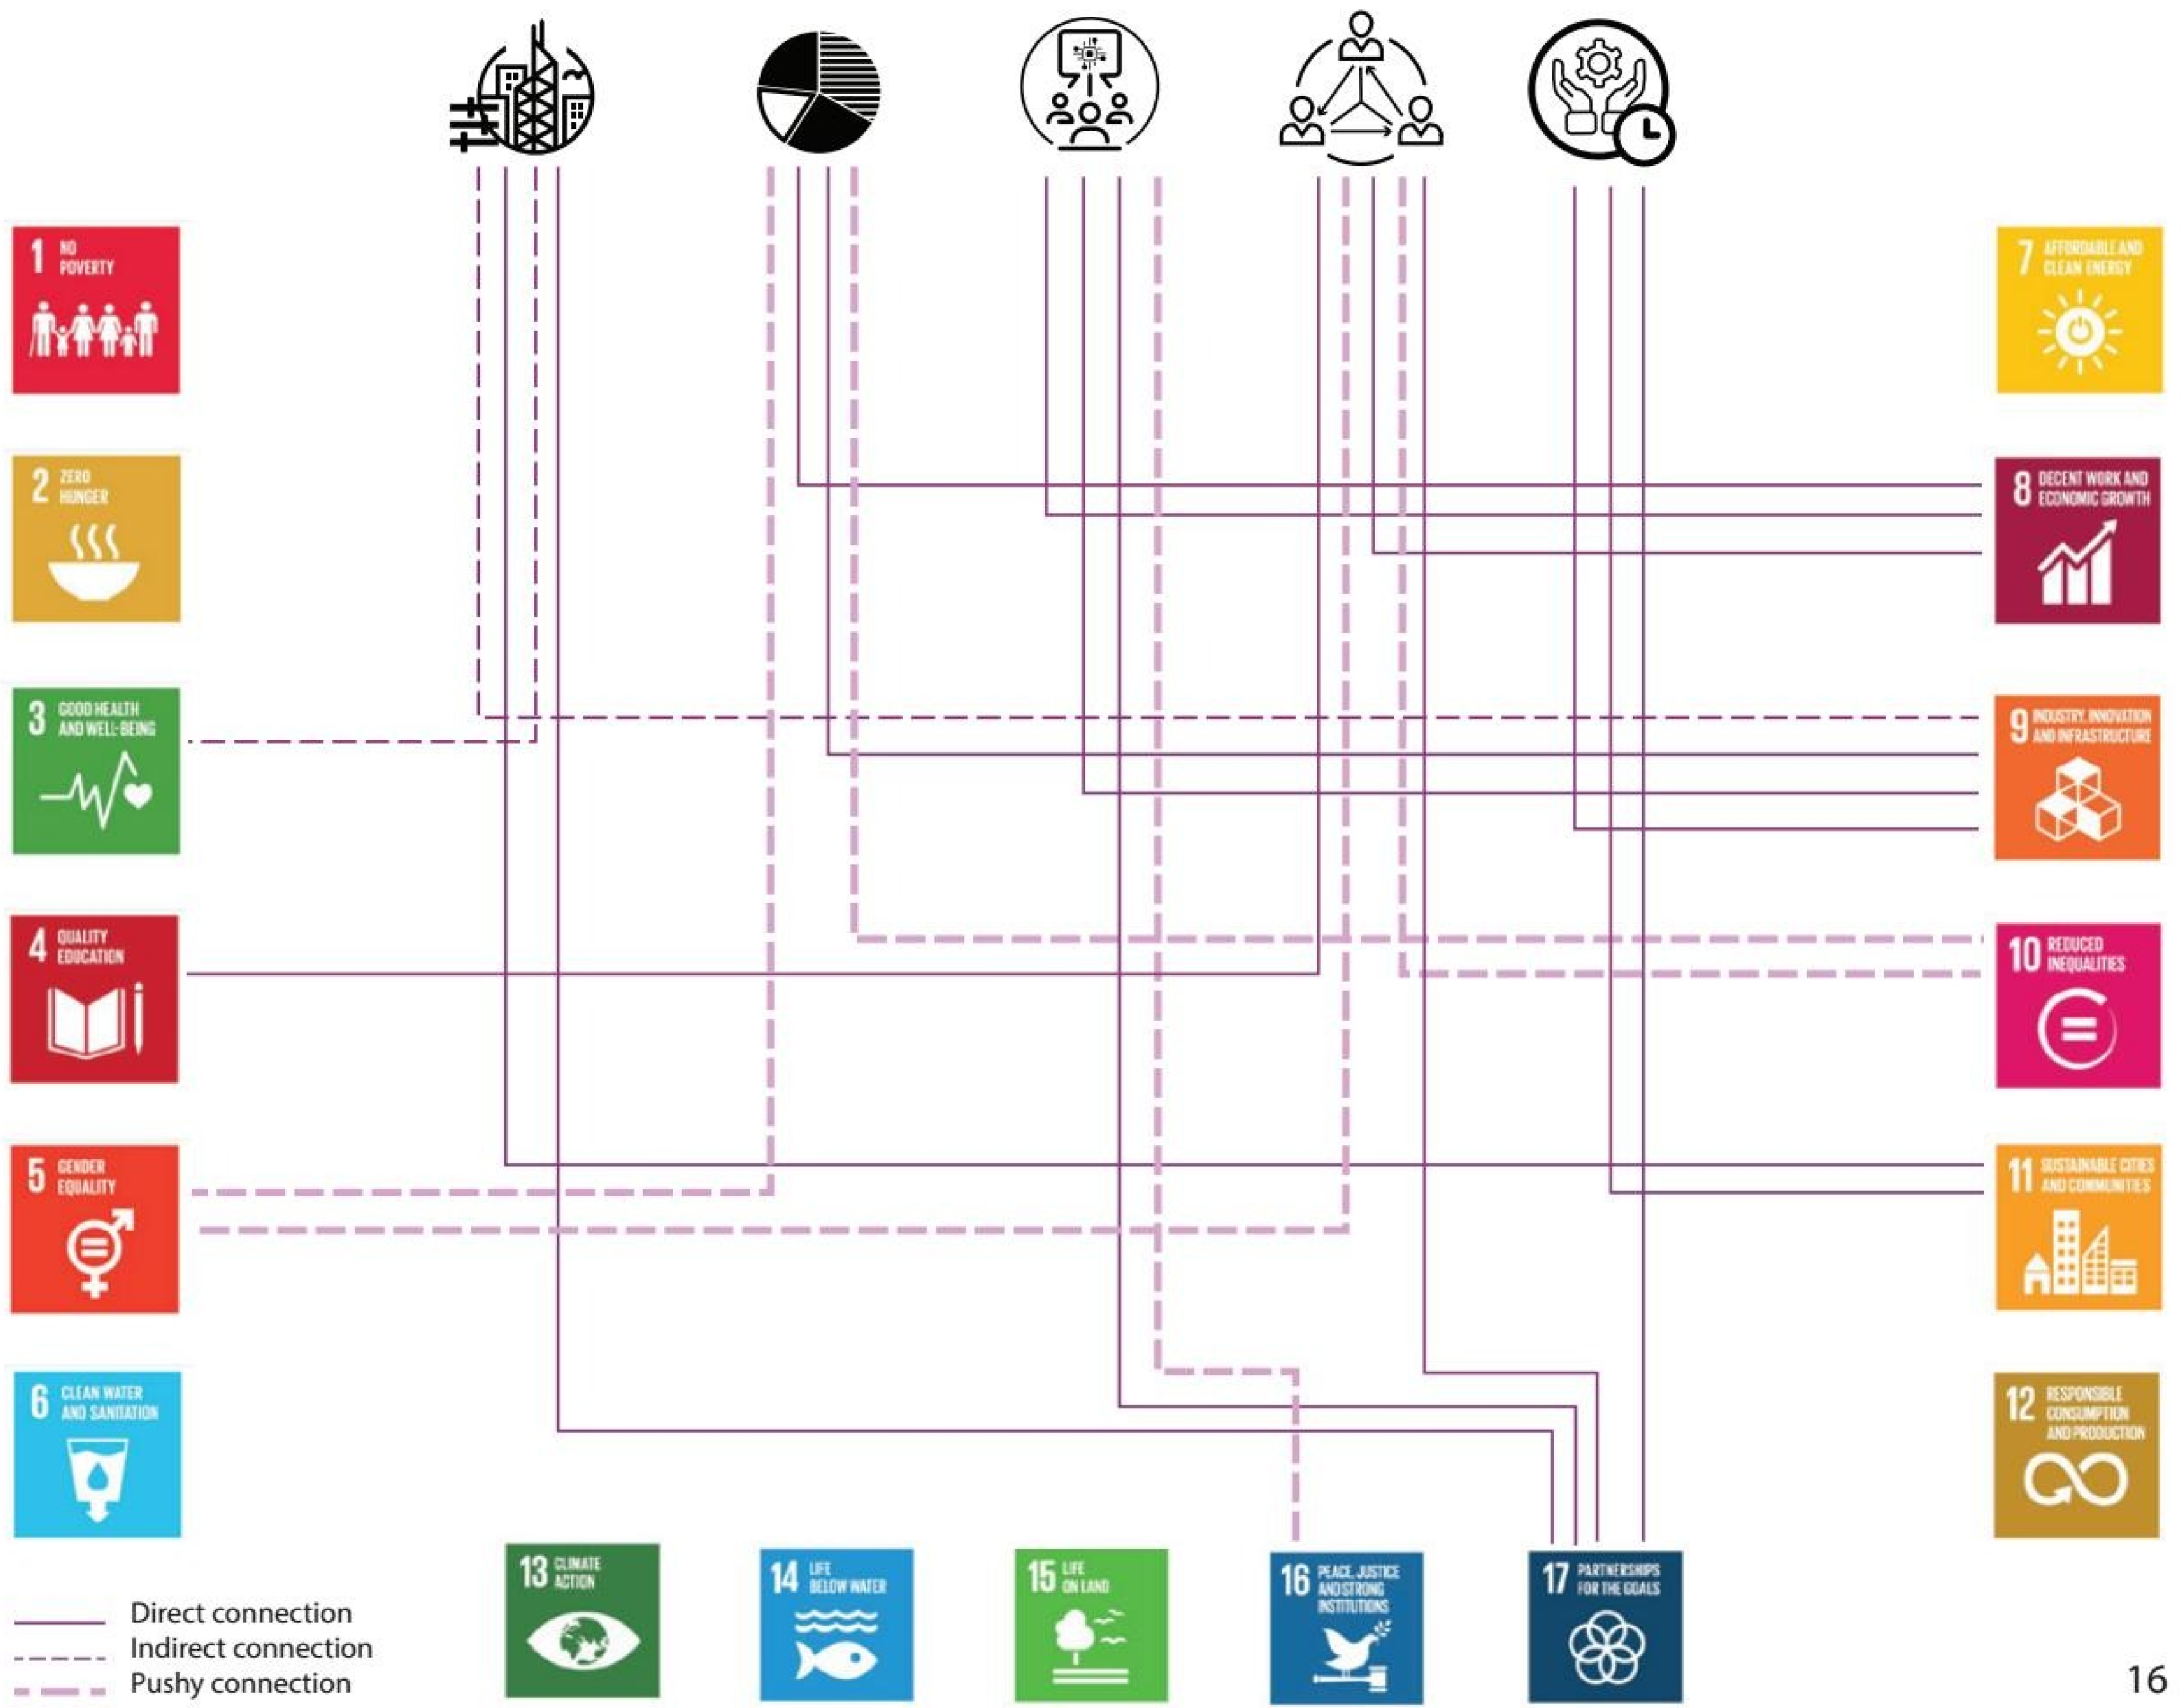 1 NO
POVERTY
7 AFFORDABLE AND
CLEAN ENERGY
2 ZERO
HUNGER
8 DECENT WORK AND
ECONOMIC GROWTH
3 GOOD HEALTH
AND WELL-BEING
9 INDUSTRY, INNOVATION
AND INFRASTRUCTURE
4 QUALITY
EDUCATION
10 REDUCED
INEQUALITIES
5 GENDER
EQUALITY
11 SUSTAINABLE CITIES
AND COMMUNITIES
6 CLEAN WATER
AND SANITATION
12 RESPONSIBLE
CONSUMPTION
AND PRODUCTION
13 CLIMATE
ACTION
14 LIFE
BELOW WATER
15 LIFE
ON LAND
16 PEACE, JUSTICE
AND STRONG
INSTITUTIONS
17 PARTNERSHIPS
FOR THE GOALS
Direct connection
Indirect connection
Pushy connection
16